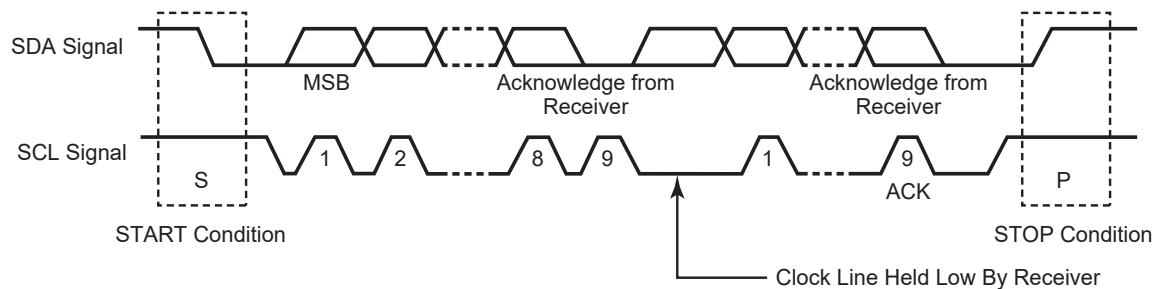 SDA Signal
MSB
Acknowledge from
Receiver
Acknowledge from
Receiver
SCL Signal
S
1
2
8
9
1
9
ACK
P
START Condition
STOP Condition
Clock Line Held Low By Receiver